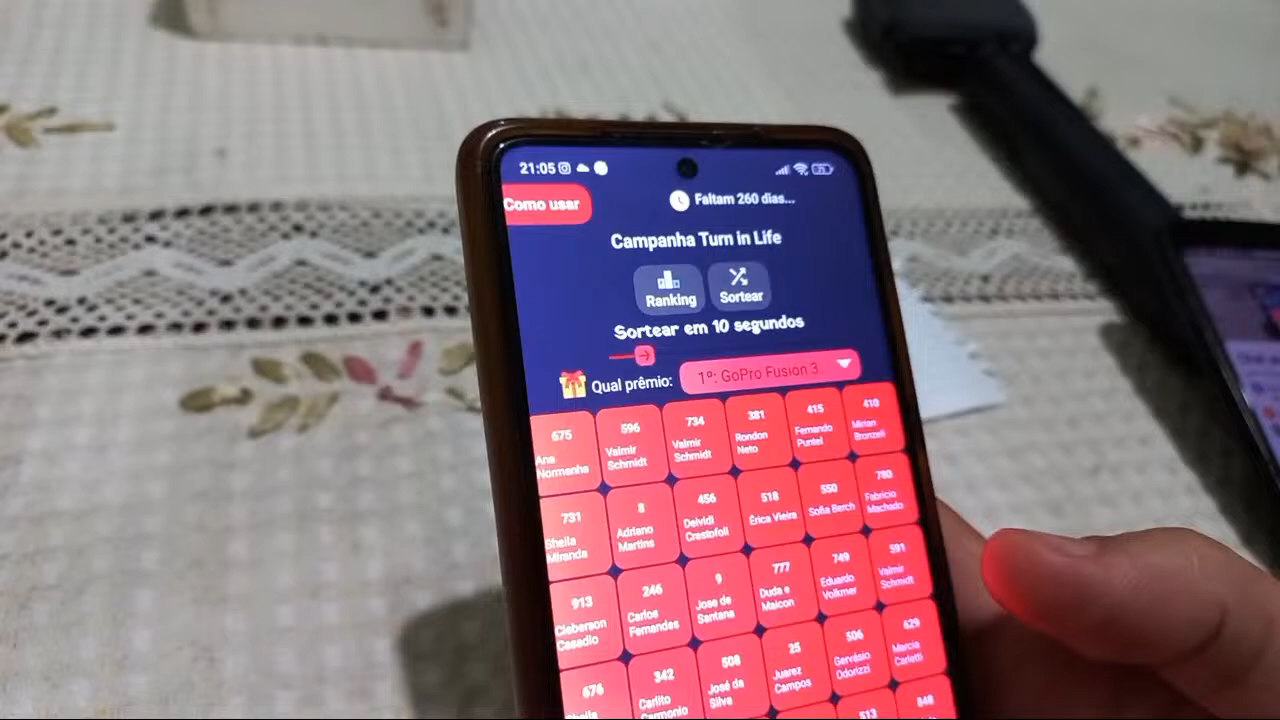 21:05
Como usar
Faltam 260 dias...
Campanha Turn in Life
Ranking
Sortear
Sortear em 10 segundos
Qual prêmio:
1º: GoPro Fusion 3
675
Ana
Normanha
596
Valmir
Schmidt
734
Valmir
Schmidt
381
Rondon
Neto
415
Fernando
Puntel
410
Mirian
Bronzeli
731
Sheila
Miranda
8
Adriano
Martins
456
Deividi
Crestofoli
518
Érica Vieira
550
Sofia Berch
780
Fabricio
Machado
913
Cleberson
Casadio
246
Carlos
Fernandes
9
Jose de
Santana
777
Duda e
Maicon
749
Eduardo
Volkmer
591
Valmir
Schmidt
676
Sheila
342
Carlito
Carmonio
508
José da
Silva
25
Juarez
Campos
506
Gervásio
Odorizzi
629
Marcia
Carletti
513
848